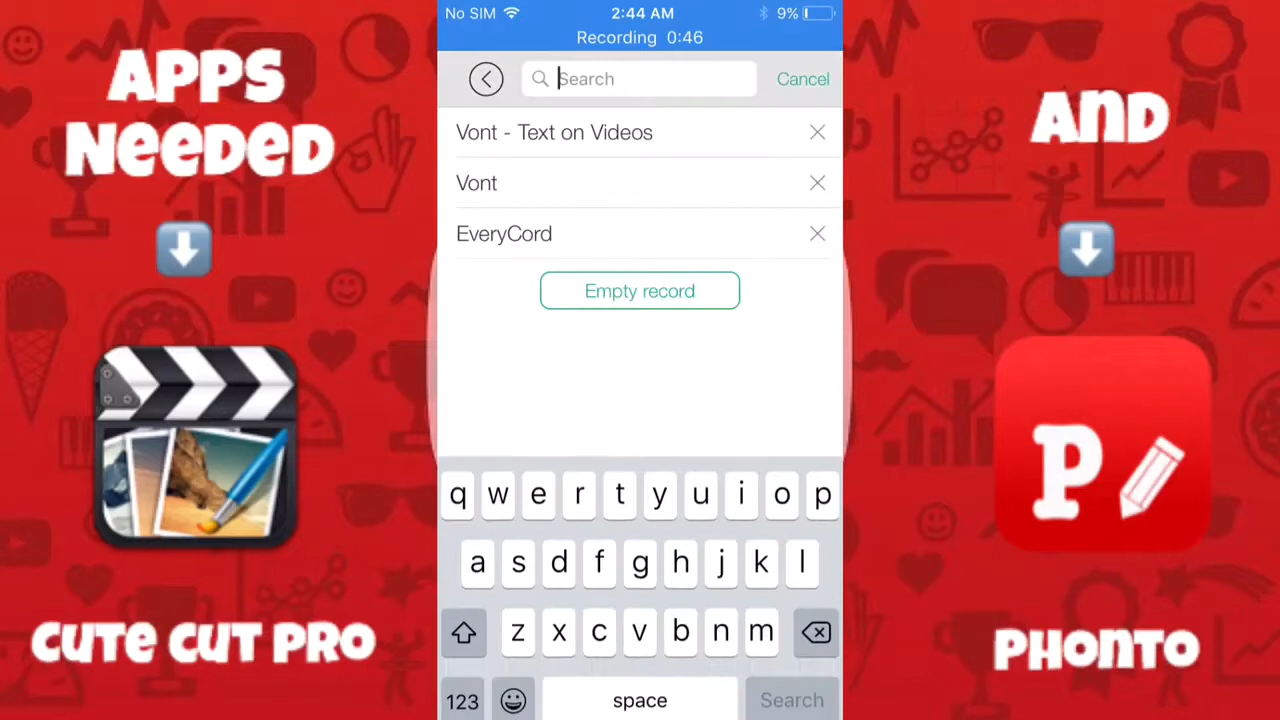 APPS
NEEDED
CUTE CUT PRO
No SIM
2:44 AM
9%
Recording 0:46
Search
Cancel
Vont - Text on Videos
Vont
EveryCord
Empty record
q w e r t y u i o p
a s d f g h j k l
z x c v b n m
123
space
Search
AND
P
PHONTO